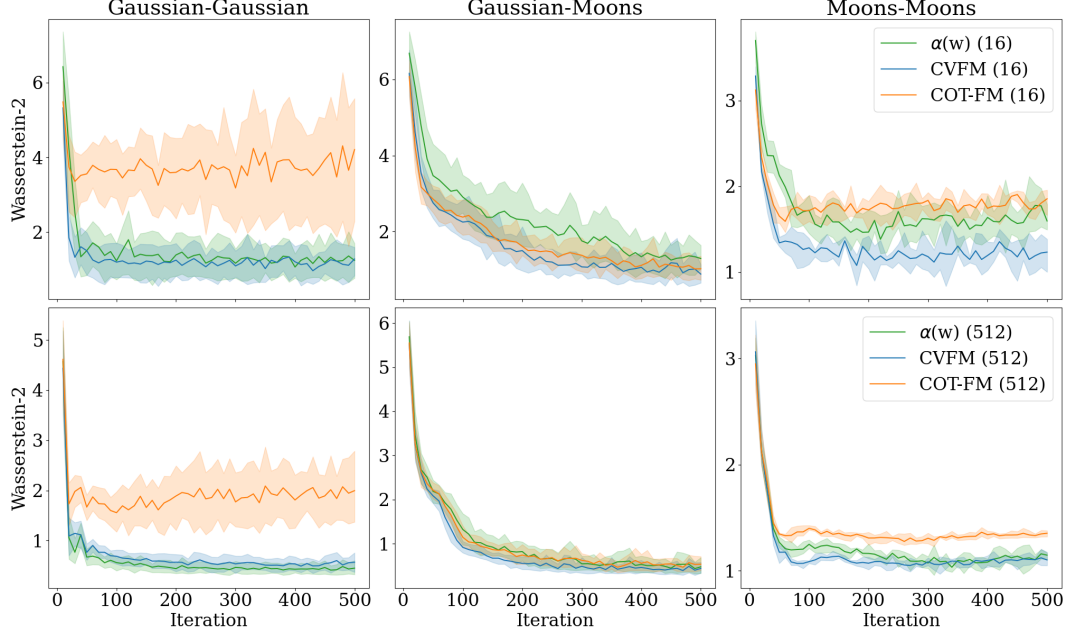 Gaussian-Gaussian
Gaussian-Moons
Moons-Moons
Wasserstein-2
6
4
2
6
4
2
3
2
1
α(w) (16)
CVFM (16)
COT-FM (16)
Wasserstein-2
5
4
3
2
1
6
5
4
3
2
1
3
2
1
α(w) (512)
CVFM (512)
COT-FM (512)
0 100 200 300 400 500
0 100 200 300 400 500
0 100 200 300 400 500
Iteration
Iteration
Iteration